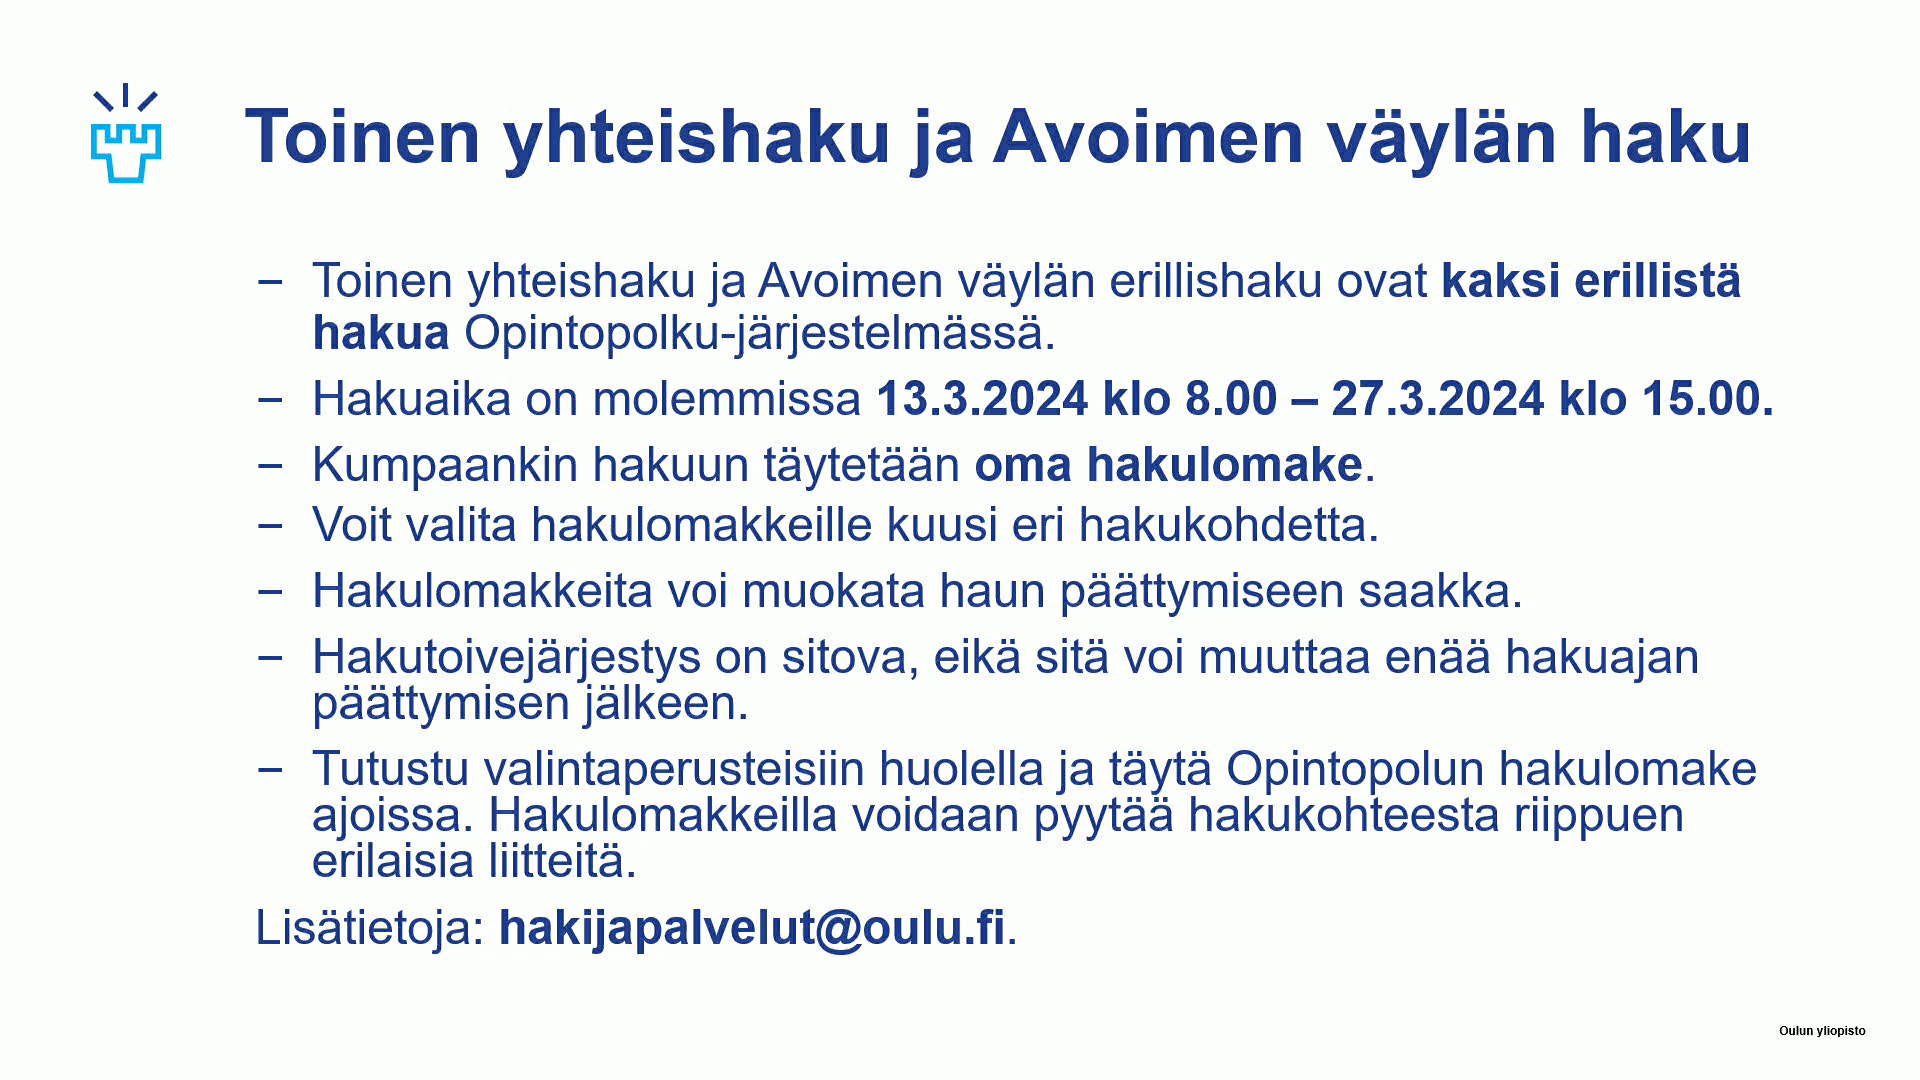 Toinen yhteishaku ja Avoimen väylän haku
– Toinen yhteishaku ja Avoimen väylän erillishaku ovat kaksi erillistä
hakua Opintopolku-järjestelmässä.
– Hakuaika on molemmissa 13.3.2024 klo 8.00 – 27.3.2024 klo 15.00.
– Kumpaankin hakuun täytetään oma hakulomake.
– Voit valita hakulomakkeille kuusi eri hakukohdetta.
– Hakulomakkeita voi muokata haun päättymiseen saakka.
– Hakutoivejärjestys on sitova, eikä sitä voi muuttaa enää hakuajan
päättymisen jälkeen.
– Tutustu valintaperusteisiin huolella ja täytä Opintopolun hakulomake
ajoissa. Hakulomakkeilla voidaan pyytää hakukohteesta riippuen
erilaisia liitteitä.
Lisätietoja: hakijapalvelut@oulu.fi.
Oulun yliopisto